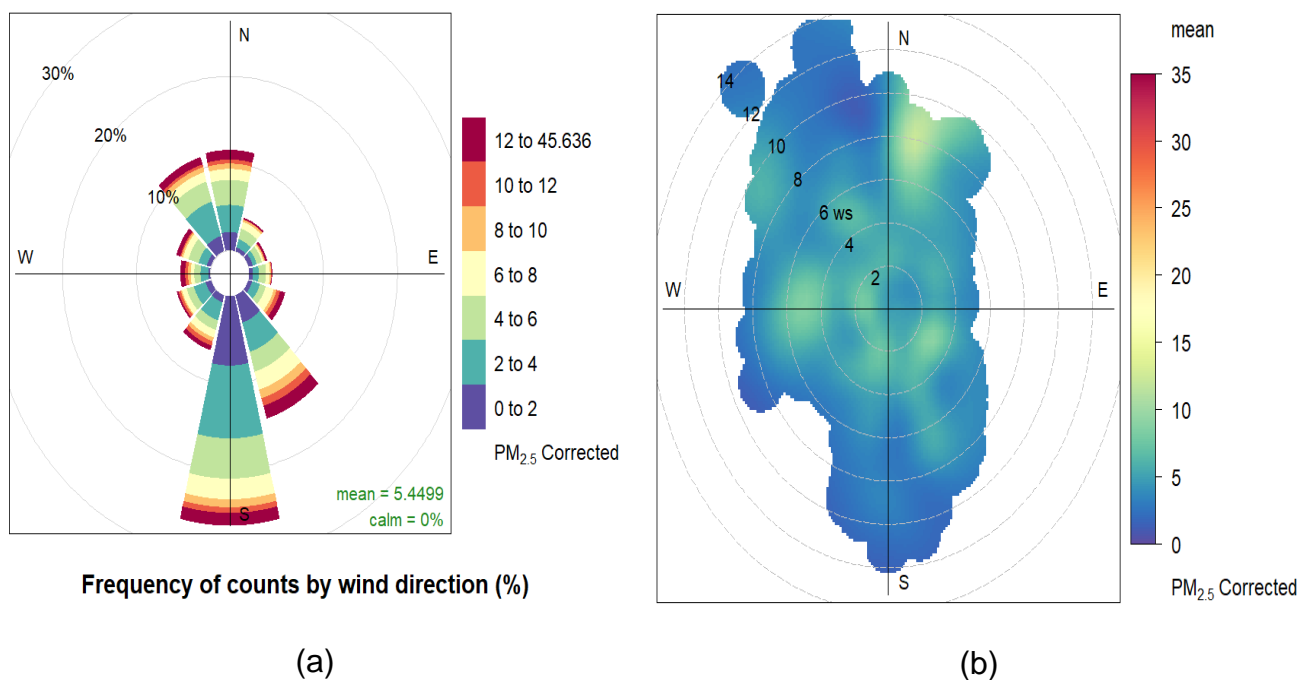 N
30%
20%
10%
W
E
S
mean = 5.4499
calm = 0%
12 to 45.636
10 to 12
8 to 10
6 to 8
4 to 6
2 to 4
0 to 2
PM2.5 Corrected
Frequency of counts by wind direction (%)
(a)
N
14
12
10
8
6 ws
4
2
W
E
S
mean
35
30
25
20
15
10
5
0
PM2.5 Corrected
(b)